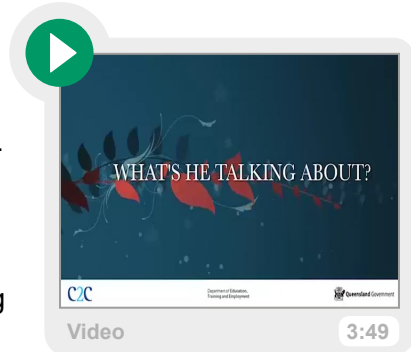 WHAT'S HE TALKING ABOUT?
C2C
Department of Education,
Training and Employment
Queensland Government
g
Video
3:49